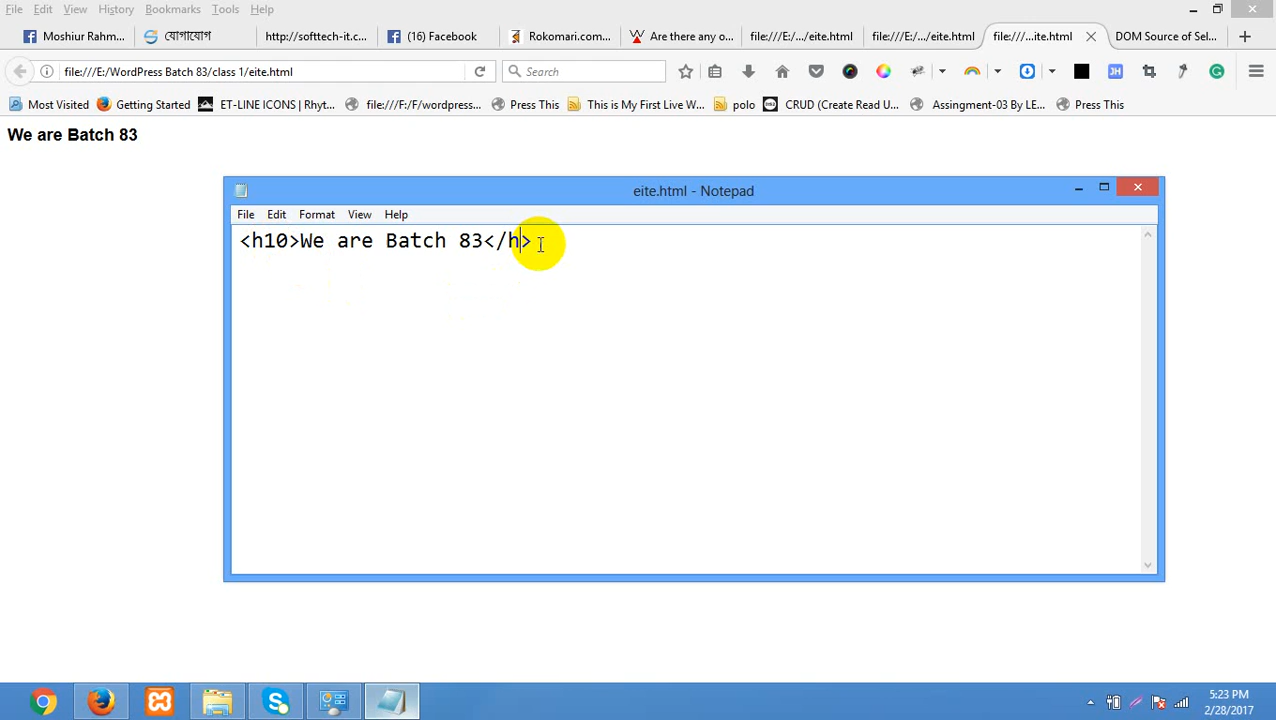 File Edit View History Bookmarks Tools Help
Moshiur Rahm...
যোগাযোগ
http://softtech-it.c...
(16) Facebook
Rokomari.com...
Are there any o...
file:///E:/.../eite.html
file:///E:/.../eite.html
file:///...ite.html
DOM Source of Sel...
file:///E:/WordPress Batch 83/class 1/eite.html
Search
JH
Most Visited
Getting Started
ET-LINE ICONS | Rhyt...
file:///F:/F/wordpress...
Press This
This is My First Live W...
polo
CRUD (Create Read U...
Assingment-03 By LE...
Press This
We are Batch 83
eite.html - Notepad
File Edit Format View Help
<h10>We are Batch 83</h>
5:23 PM
2/28/2017